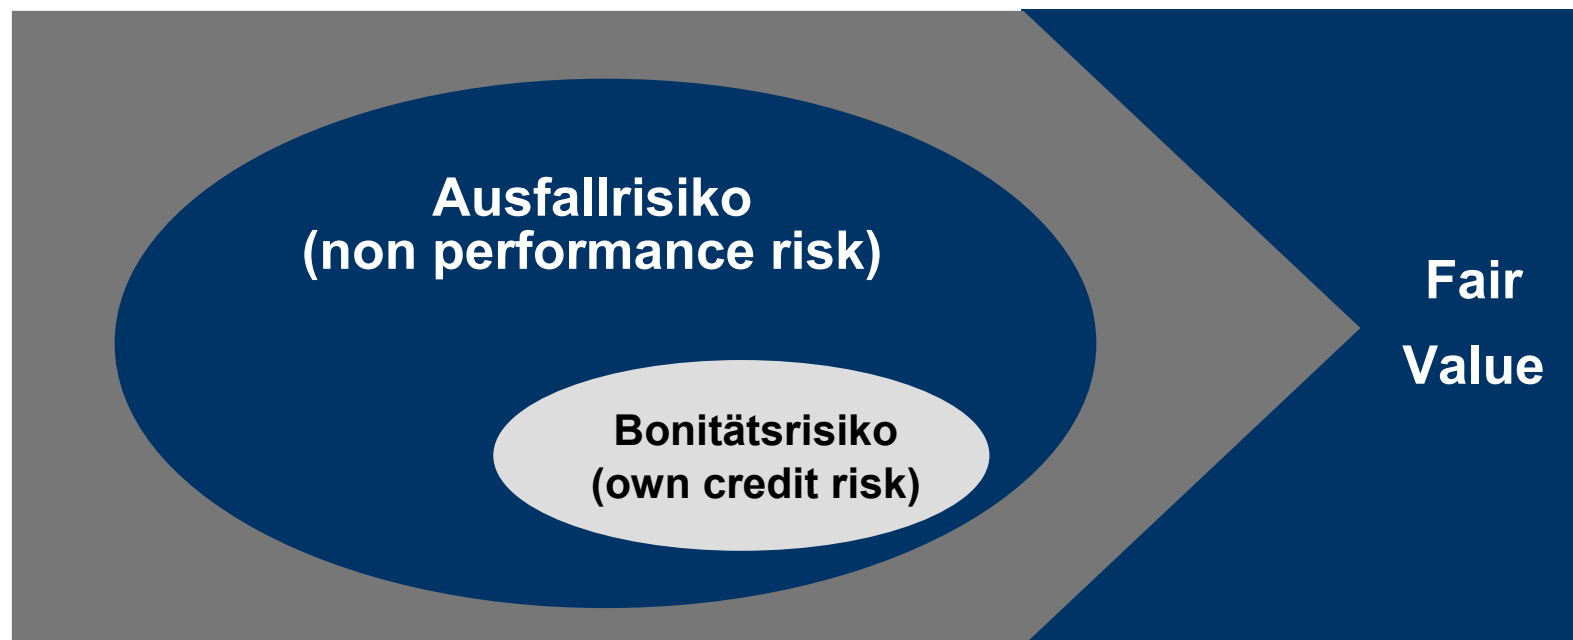 Ausfallrisiko
(non performance risk)
Bonitätsrisiko
(own credit risk)
Fair
Value